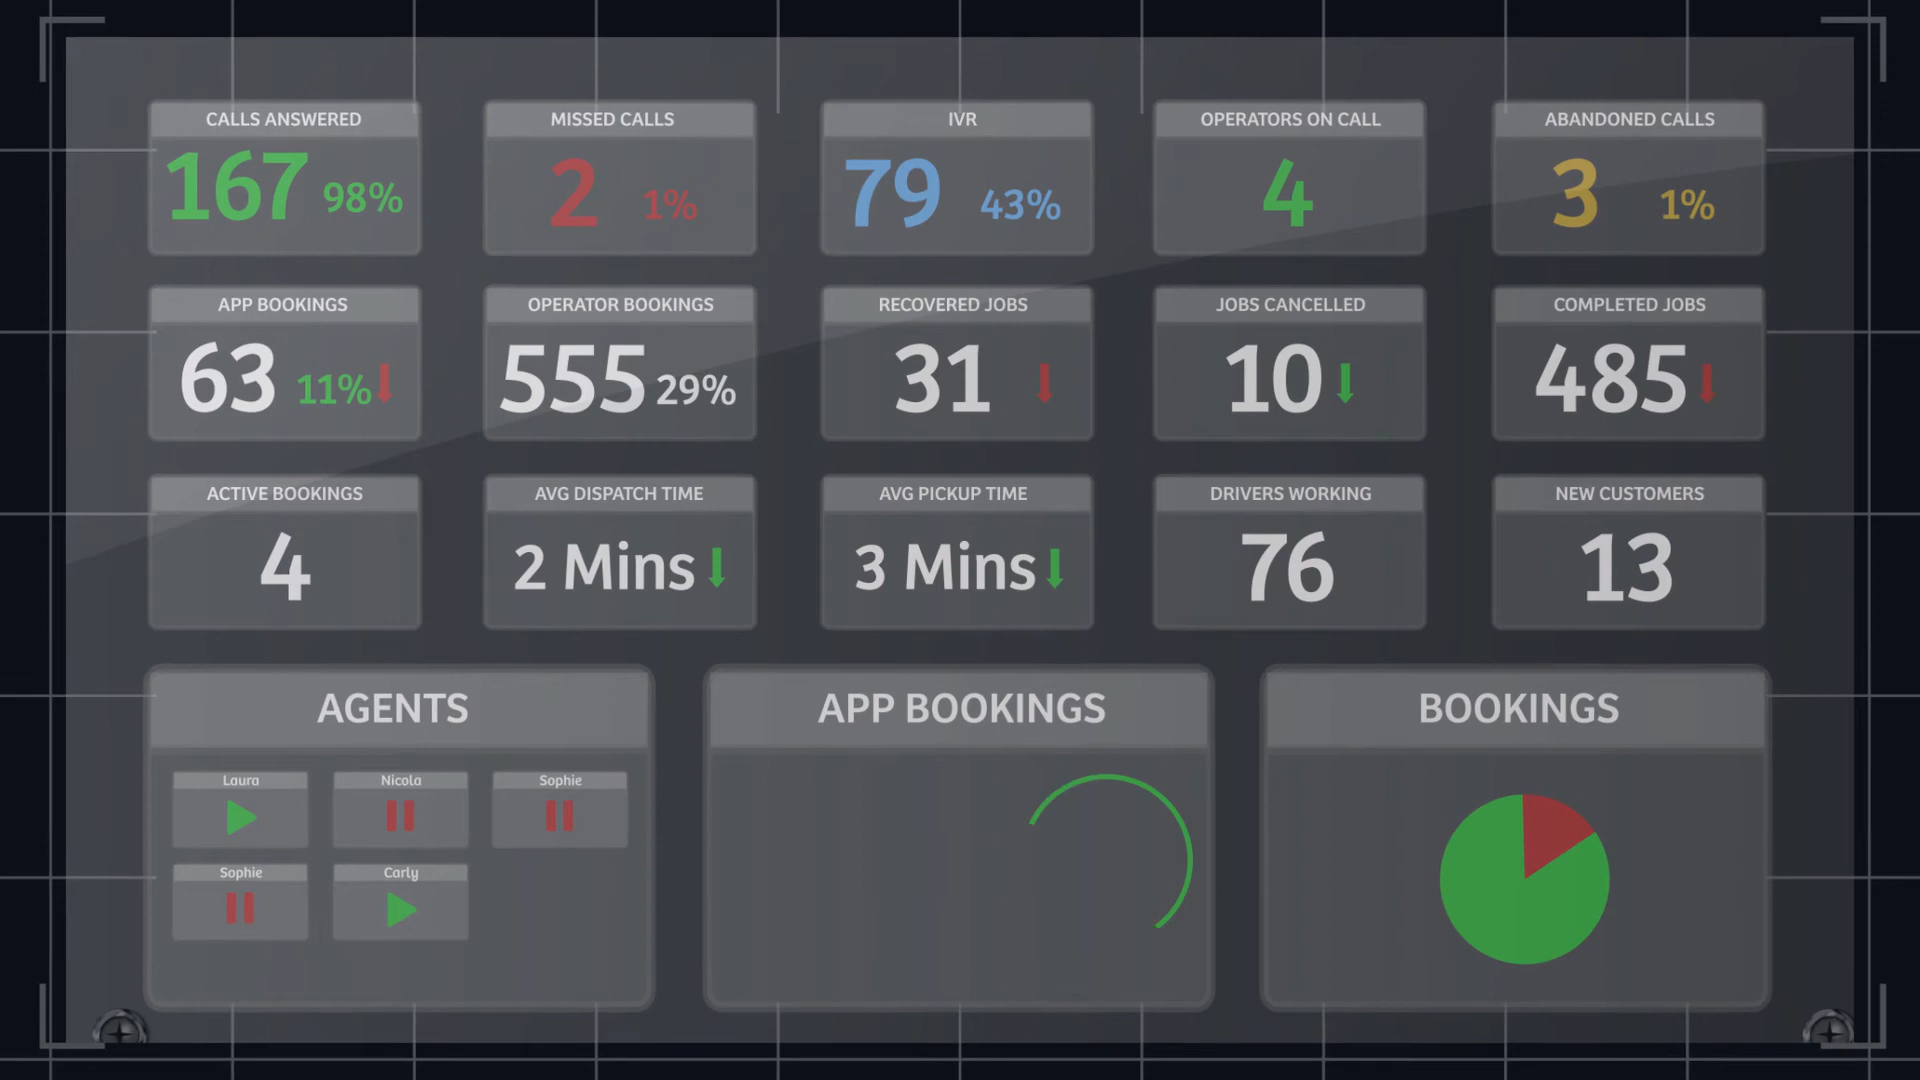 CALLS ANSWERED
167 98%
MISSED CALLS
2 1%
IVR
79 43%
OPERATORS ON CALL
4
ABANDONED CALLS
3 1%
APP BOOKINGS
63 11%
OPERATOR BOOKINGS
555 29%
RECOVERED JOBS
31
JOBS CANCELLED
10
COMPLETED JOBS
485
ACTIVE BOOKINGS
4
AVG DISPATCH TIME
2 Mins
AVG PICKUP TIME
3 Mins
DRIVERS WORKING
76
NEW CUSTOMERS
13
AGENTS
Laura
Nicola
Sophie
Sophie
Carly
APP BOOKINGS
BOOKINGS